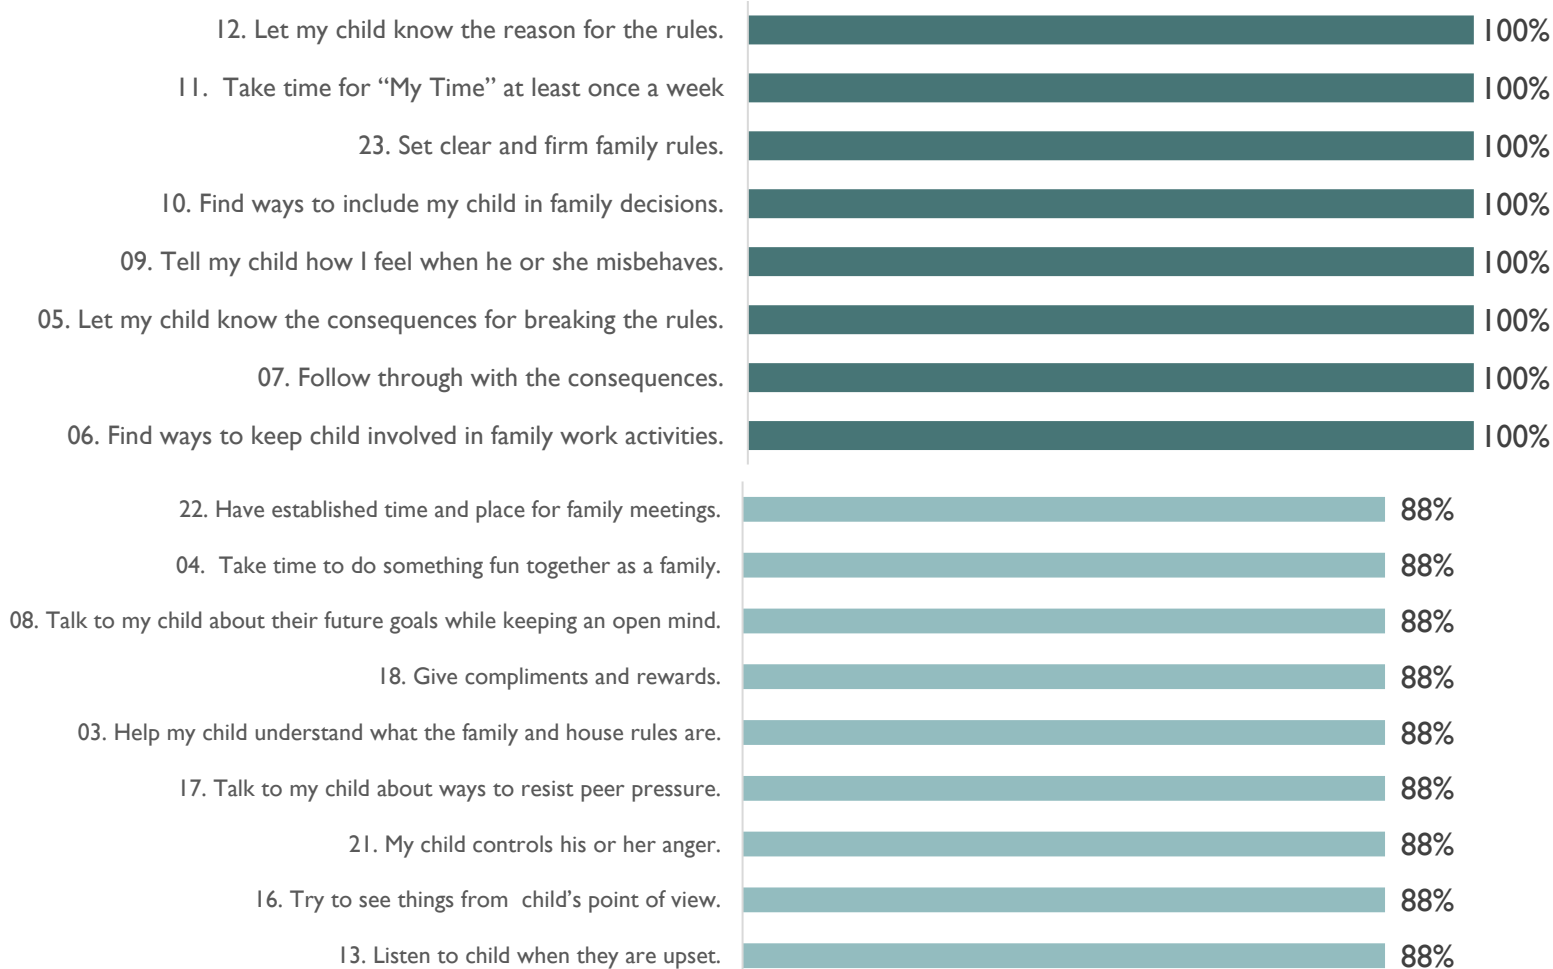 12. Let my child know the reason for the rules. 100%
11.  Take time for “My Time” at least once a week 100%
23. Set clear and firm family rules. 100%
10. Find ways to include my child in family decisions. 100%
09. Tell my child how I feel when he or she misbehaves. 100%
05. Let my child know the consequences for breaking the rules. 100%
07. Follow through with the consequences. 100%
06. Find ways to keep child involved in family work activities. 100%
22. Have established time and place for family meetings. 88%
04.  Take time to do something fun together as a family. 88%
08. Talk to my child about their future goals while keeping an open mind. 88%
18. Give compliments and rewards. 88%
03. Help my child understand what the family and house rules are. 88%
17. Talk to my child about ways to resist peer pressure. 88%
21. My child controls his or her anger. 88%
16. Try to see things from  child’s point of view. 88%
13. Listen to child when they are upset. 88%